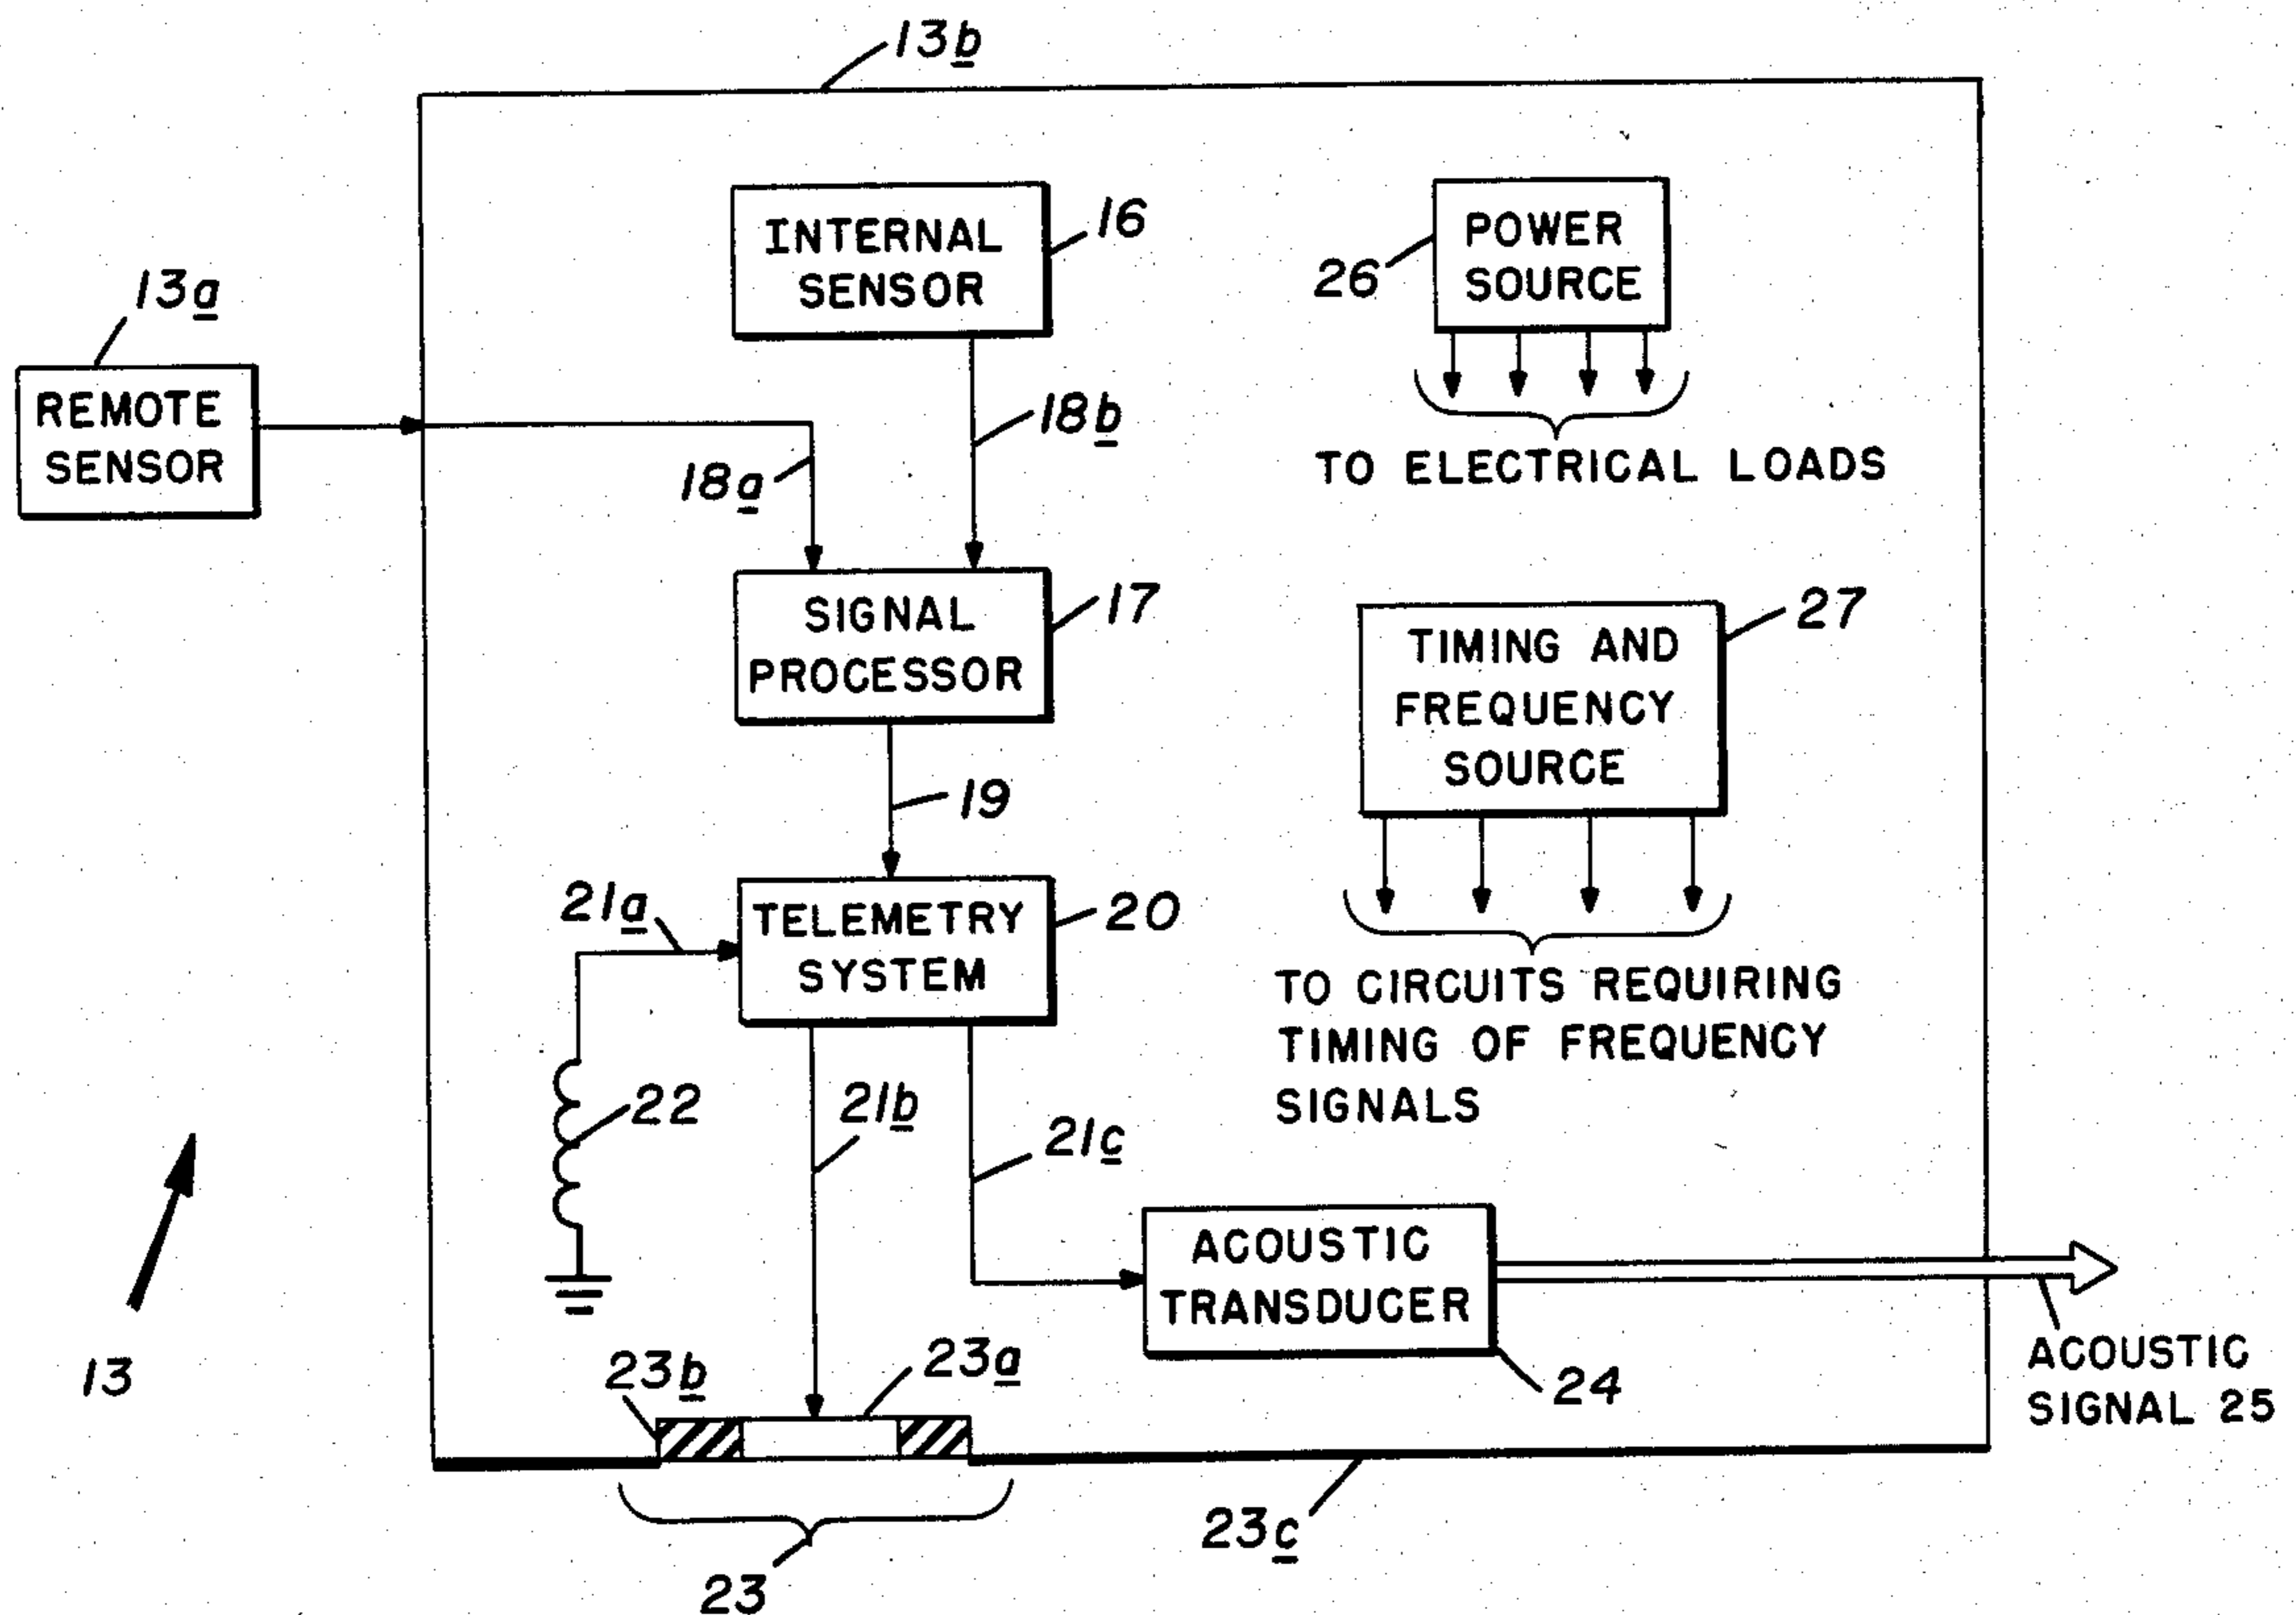 13b
INTERNAL
SENSOR
16
POWER
SOURCE
26
13a
REMOTE
SENSOR
18b
18a
TO ELECTRICAL LOADS
SIGNAL
PROCESSOR
17
TIMING AND
FREQUENCY
SOURCE
27
19
21a
TELEMETRY
SYSTEM
20
TO CIRCUITS REQUIRING
TIMING OF FREQUENCY
SIGNALS
22
21b
21c
ACOUSTIC
TRANSDUCER
24
ACOUSTIC
SIGNAL 25
13
23b
23a
23c
23